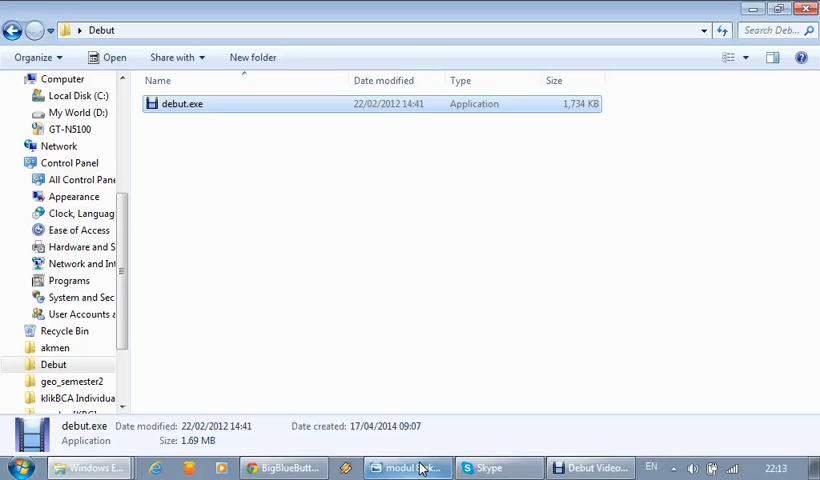 Debut
Search Deb...
Organize
Open
Share with
New folder
Name
Date modified
Type
Size
debut.exe
22/02/2012 14:41
Application
1,734 KB
Computer
Local Disk (C:)
My World (D:)
GT-N5100
Network
Control Panel
All Control Pane
Appearance
Clock, Languag
Ease of Access
Hardware and S
Network and Int
Programs
System and Sec
User Accounts a
Recycle Bin
akmen
Debut
geo_semester2
klikBCA Individua
debut.exe Date modified: 22/02/2012 14:41 Date created: 17/04/2014 09:07
Application Size: 1.69 MB
Windows E...
BigBlueButt...
modul
Skype
Debut Video...
EN
22:13